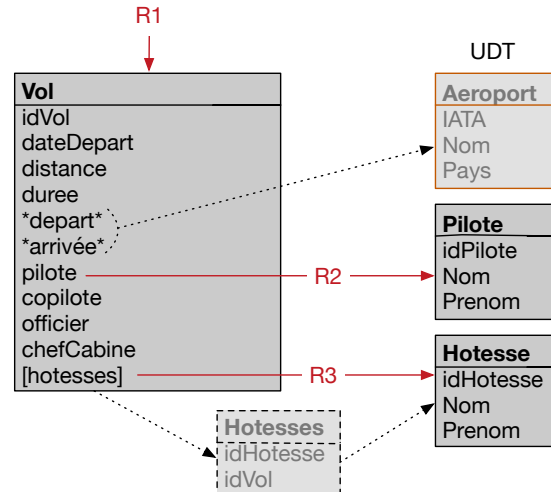 R1
UDT
Vol
idVol
dateDepart
distance
duree
*depart*
*arrivée*
pilote
copilote
officier
chefCabine
[hotesses]
R2
R3
Aeroport
IATA
Nom
Pays
Pilote
idPilote
Nom
Prenom
Hotesse
idHotesse
Nom
Prenom
Hotesses
idHotesse
idVol